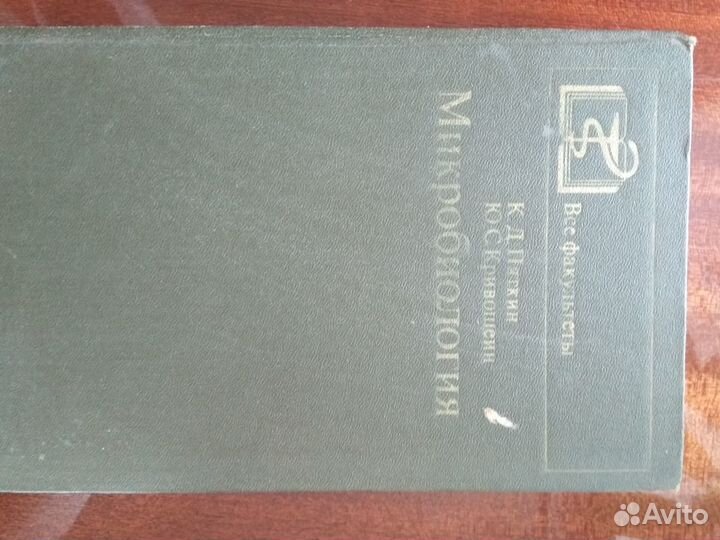 Все факультеты
К. Д. Пяткин
Ю. С. Кривошеин
Микробиология
Avito